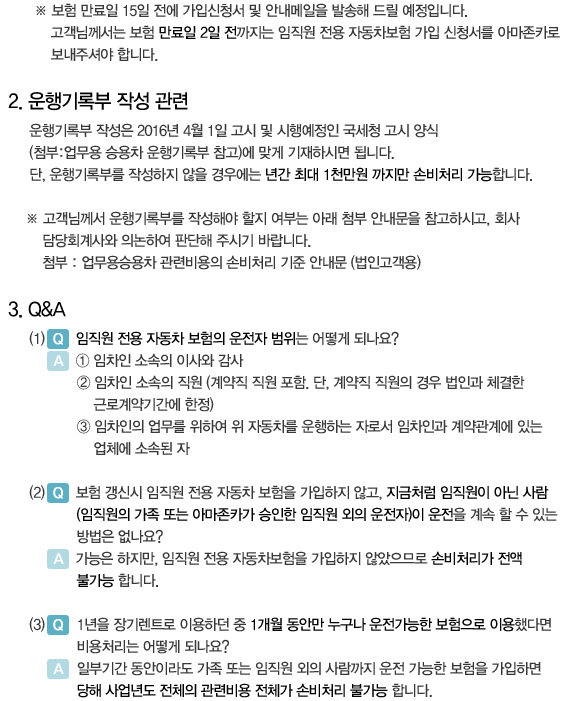 ※ 보험 만료일 15일 전에 가입신청서 및 안내메일을 발송해 드릴 예정입니다.
고객님께서는 보험 만료일 2일 전까지는 임직원 전용 자동차보험 가입 신청서를 아마존카로
보내주셔야 합니다.
2. 운행기록부 작성 관련
운행기록부 작성은 2016년 4월 1일 고시 및 시행예정인 국세청 고시 양식
(첨부:업무용 승용차 운행기록부 참고)에 맞게 기재하시면 됩니다.
단, 운행기록부를 작성하지 않을 경우에는 년간 최대 1천만원 까지만 손비처리 가능합니다.
※ 고객님께서 운행기록부를 작성해야 할지 여부는 아래 첨부 안내문을 참고하시고, 회사
담당회계사와 의논하여 판단해 주시기 바랍니다.
첨부 : 업무용승용차 관련비용의 손비처리 기준 안내문 (법인고객용)
3. Q&A
(1) Q 임직원 전용 자동차 보험의 운전자 범위는 어떻게 되나요?
A ① 임차인 소속의 이사와 감사
② 임차인 소속의 직원 (계약직 직원 포함. 단, 계약직 직원의 경우 법인과 체결한
근로계약기간에 한정)
③ 임차인의 업무를 위하여 위 자동차를 운행하는 자로서 임차인과 계약관계에 있는
업체에 소속된 자
(2) Q 보험 갱신시 임직원 전용 자동차 보험을 가입하지 않고, 지금처럼 임직원이 아닌 사람
(임직원의 가족 또는 아마존카가 승인한 임직원 외의 운전자)이 운전을 계속 할 수 있는
방법은 없나요?
A 가능은 하지만, 임직원 전용 자동차보험을 가입하지 않았으므로 손비처리가 전액
불가능 합니다.
(3) Q 1년을 장기렌트로 이용하던 중 1개월 동안만 누구나 운전가능한 보험으로 이용했다면
비용처리는 어떻게 되나요?
A 일부기간 동안이라도 가족 또는 임직원 외의 사람까지 운전 가능한 보험을 가입하면
당해 사업년도 전체의 관련비용 전체가 손비처리 불가능 합니다.